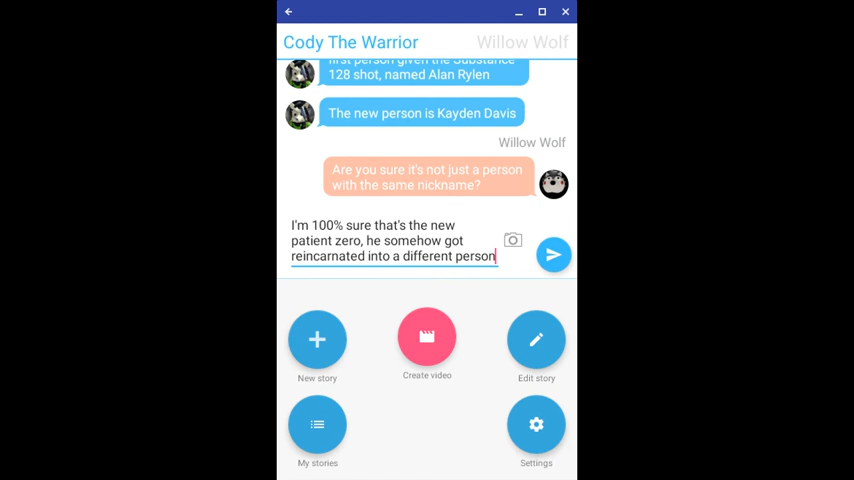 Cody The Warrior
Willow Wolf
first person given the Substance
128 shot, named Alan Rylen
The new person is Kayden Davis
Willow Wolf
Are you sure it's not just a person
with the same nickname?
I'm 100% sure that's the new
patient zero, he somehow got
reincarnated into a different person
New story
Create video
Edit story
My stories
Settings